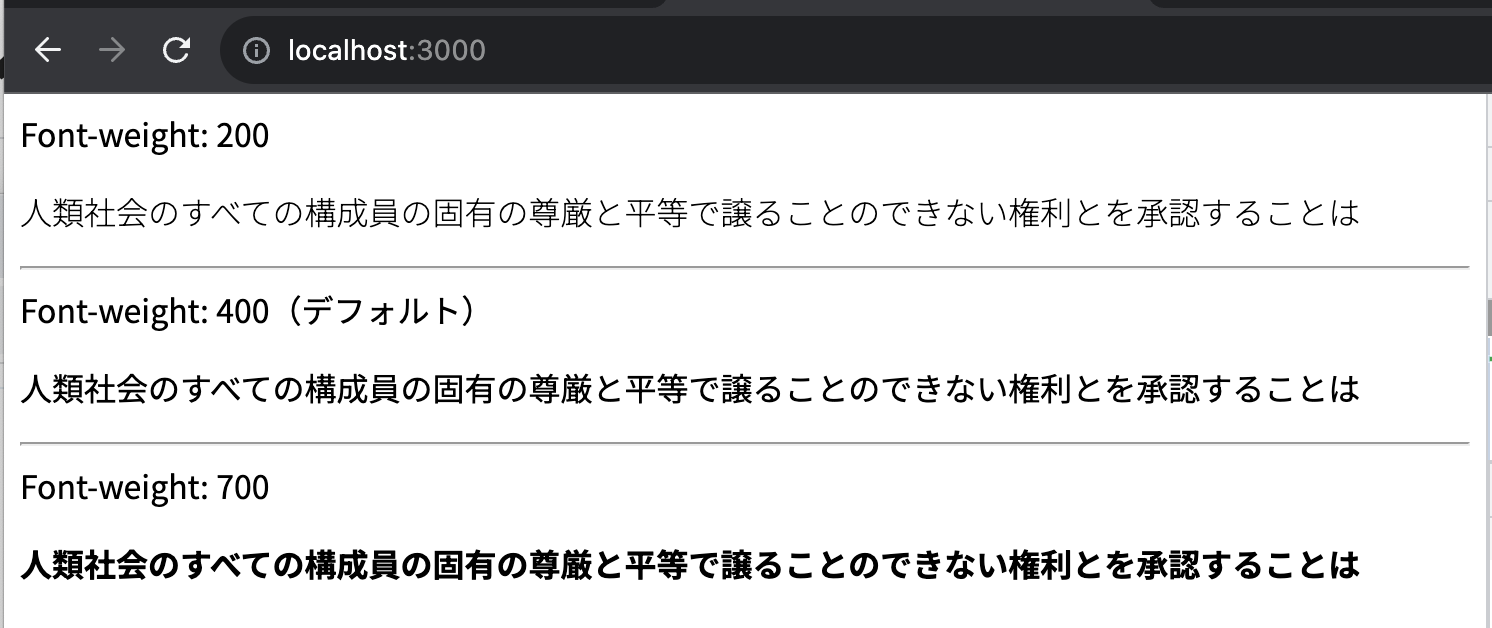 localhost:3000
Font-weight: 200
人類社会のすべての構成員の固有の尊厳と平等で譲ることのできない権利とを承認することは
Font-weight: 400（デフォルト）
人類社会のすべての構成員の固有の尊厳と平等で譲ることのできない権利とを承認することは
Font-weight: 700
人類社会のすべての構成員の固有の尊厳と平等で譲ることのできない権利とを承認することは